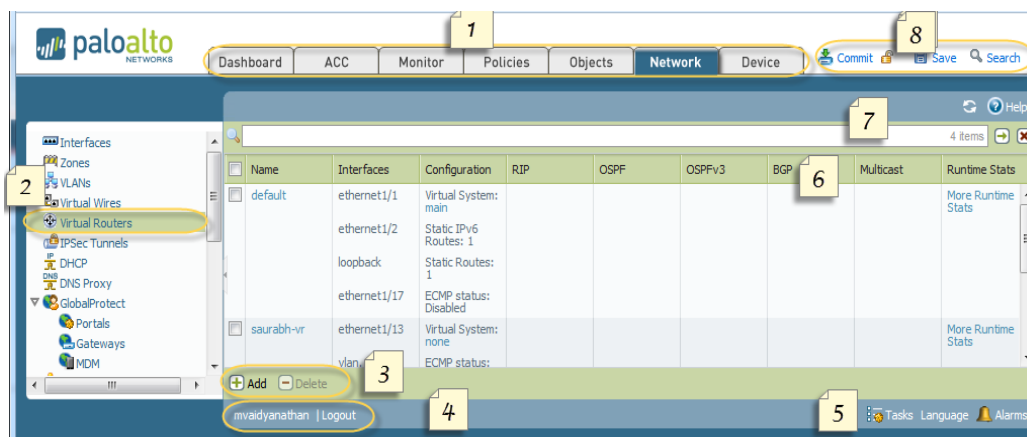 1
8
paloalto
NETWORKS
Dashboard ACC Monitor Policies Objects Network Device
Commit Save Search
Help
7
4 items
Interfaces
Zones
2
VLANs
Virtual Wires
Virtual Routers
IPSec Tunnels
IP
DHCP
DNS
DNS Proxy
GlobalProtect
Portals
Gateways
MDM
Name Interfaces Configuration RIP OSPF OSPFv3 BGP Multicast Runtime Stats
6
default ethernet1/1 Virtual System: main More Runtime Stats
ethernet1/2 Static IPv6 Routes: 1
loopback Static Routes: 1
ethernet1/17 ECMP status: Disabled
saurabh-vr ethernet1/13 Virtual System: none More Runtime Stats
vlan. ECMP status:
3
Add Delete
4
mvaidyanathan | Logout
5
Tasks Language Alarms